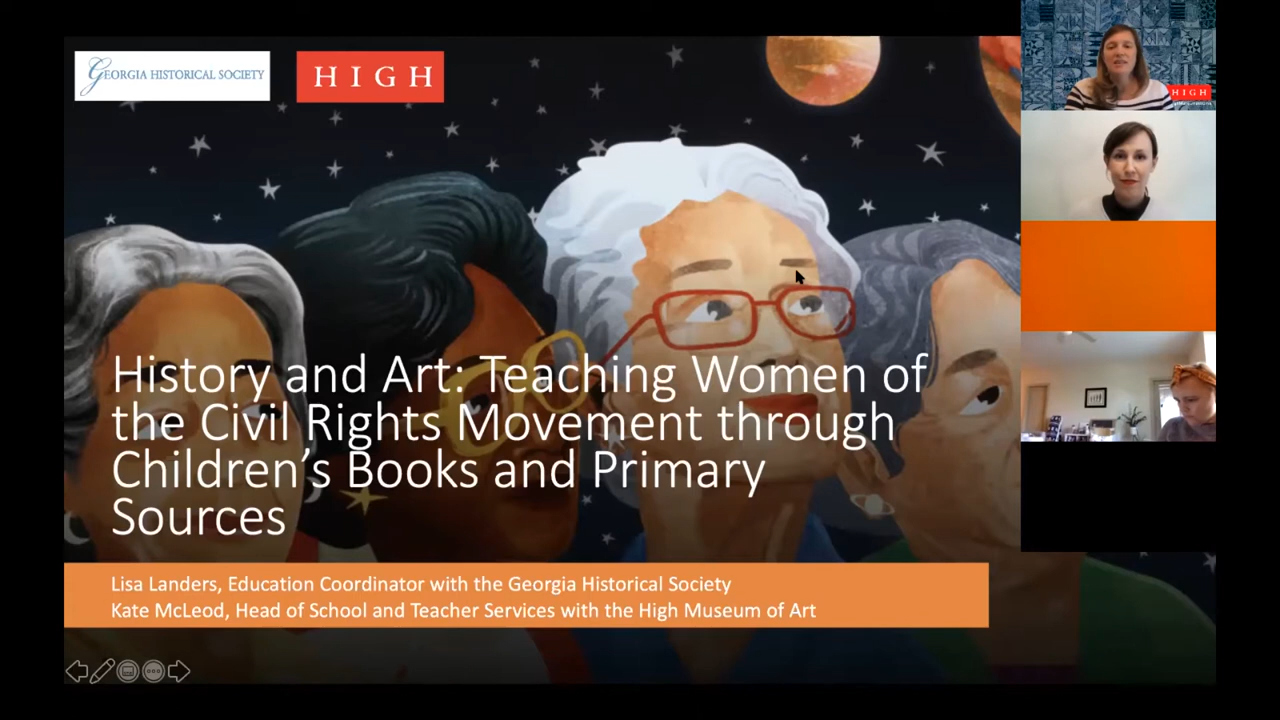 GEORGIA HISTORICAL SOCIETY
HIGH
HIGH
History and Art: Teaching Women of
the Civil Rights Movement through
Children's Books and Primary
Sources
Lisa Landers, Education Coordinator with the Georgia Historical Society
Kate McLeod, Head of School and Teacher Services with the High Museum of Art